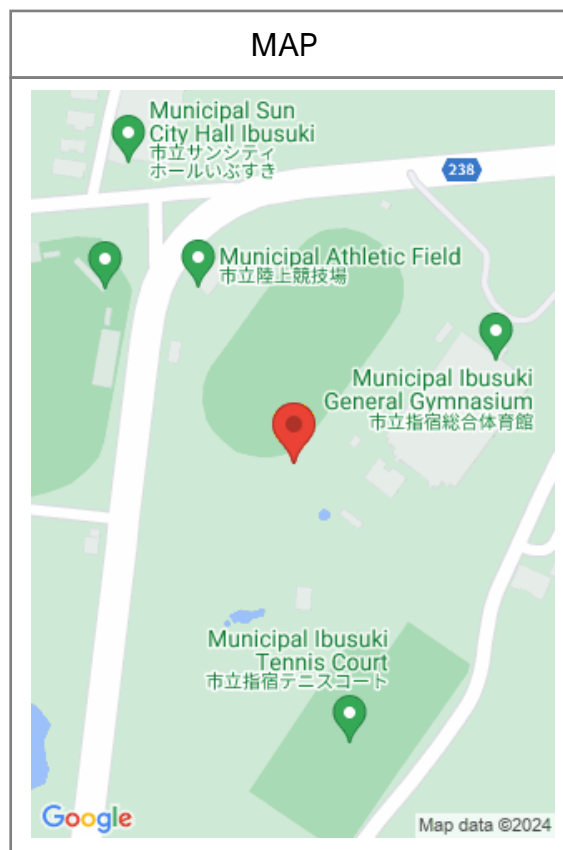 MAP
Municipal Sun
City Hall Ibusuki
市立サンシティ
ホールいぶすき
238
Municipal Athletic Field
市立陸上競技場
Municipal Ibusuki
General Gymnasium
市立指宿総合体育館
Municipal Ibusuki
Tennis Court
市立指宿テニスコート
Google
Map data ©2024